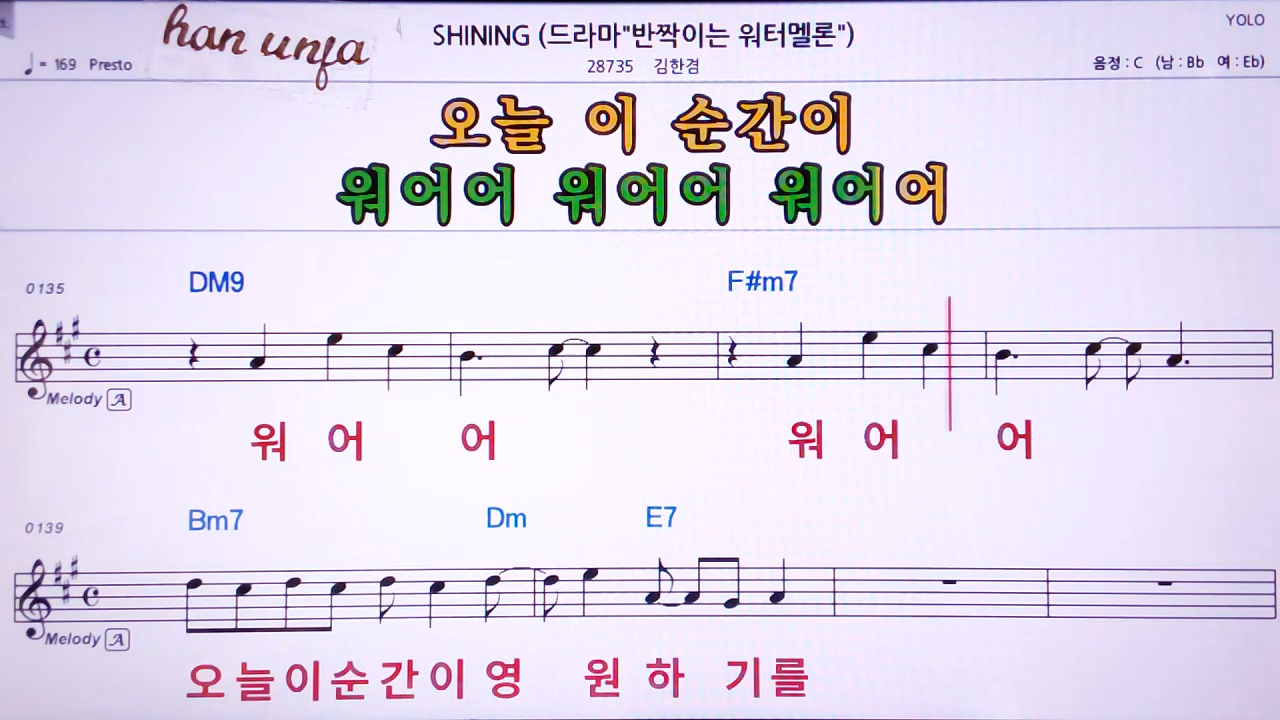 han unja
SHINING (드라마"반짝이는 워터멜론")
YOLO
♩= 169 Presto
28735 김한겸
음정 : C (남 : Bb 여 : Eb)
오늘 이 순간이
워어어 워어어 워어어
0135
DM9 F#m7
C
Melody A
워 어 어 워 어 어
0139
Bm7 Dm E7
C
Melody A
오늘이순간이 영 원 하 기를